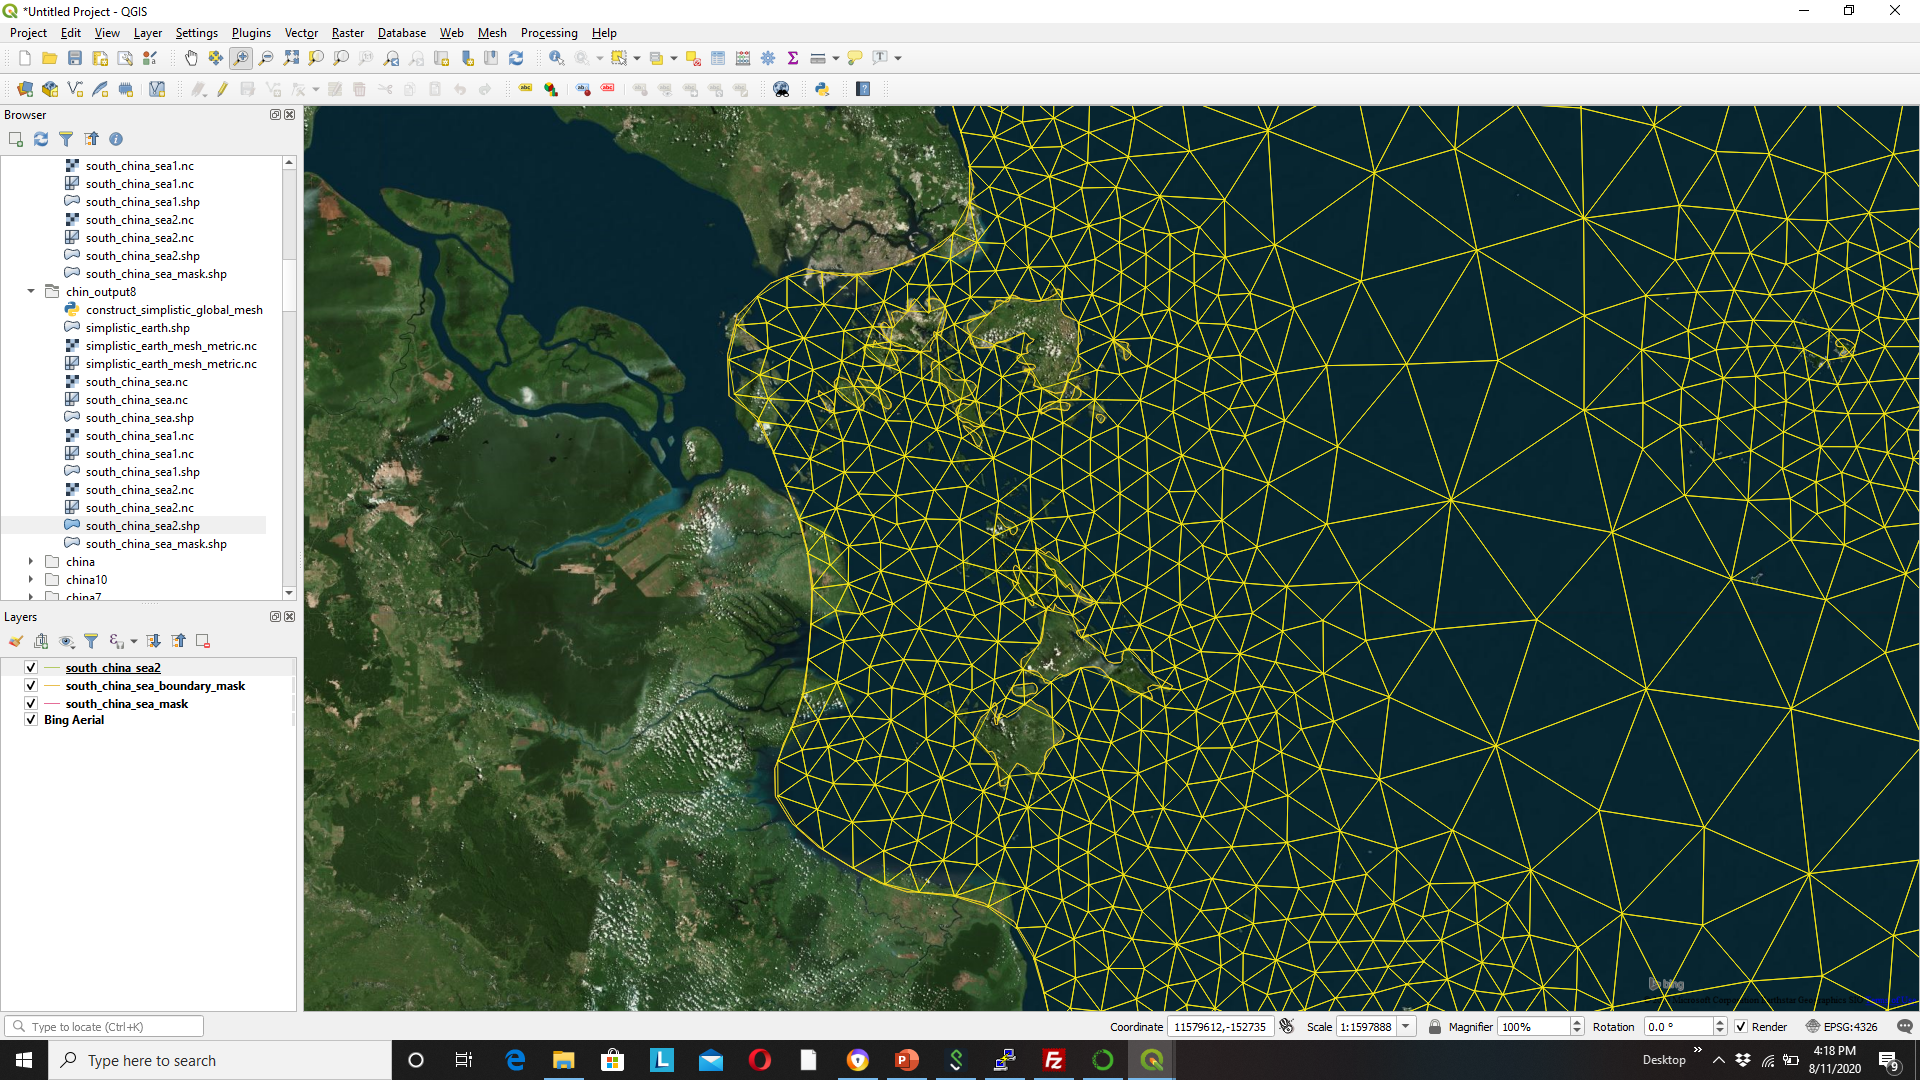 *Untitled Project - QGIS
Project Edit View Layer Settings Plugins Vector Raster Database Web Mesh Processing Help
Browser
south_china_sea1.nc
south_china_sea1.nc
south_china_sea1.shp
south_china_sea2.nc
south_china_sea2.nc
south_china_sea2.shp
south_china_sea_mask.shp
chin_output8
construct_simplistic_global_mesh
simplistic_earth.shp
simplistic_earth_mesh_metric.nc
simplistic_earth_mesh_metric.nc
south_china_sea.nc
south_china_sea.nc
south_china_sea.shp
south_china_sea1.nc
south_china_sea1.nc
south_china_sea1.shp
south_china_sea2.nc
south_china_sea2.nc
south_china_sea2.shp
south_china_sea_mask.shp
china
china10
china7
Layers
south_china_sea2
south_china_sea_boundary_mask
south_china_sea_mask
Bing Aerial
bing
Type to locate (Ctrl+K)
Coordinate 11579612,-152735 Scale 1:1597888 Magnifier 100% Rotation 0.0 ° Render EPSG:4326
Type here to search
Desktop
4:18 PM
8/11/2020
9